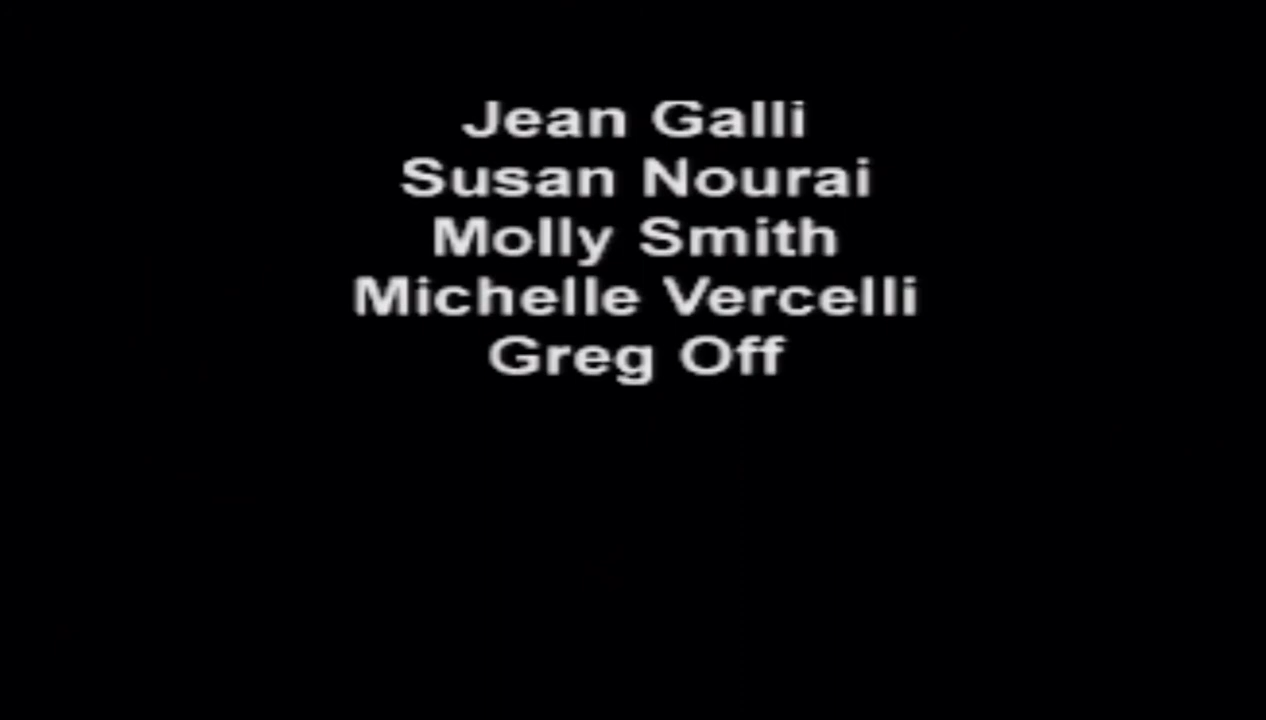 Jean Galli
Susan Nourai
Molly Smith
Michelle Vercelli
Greg Off